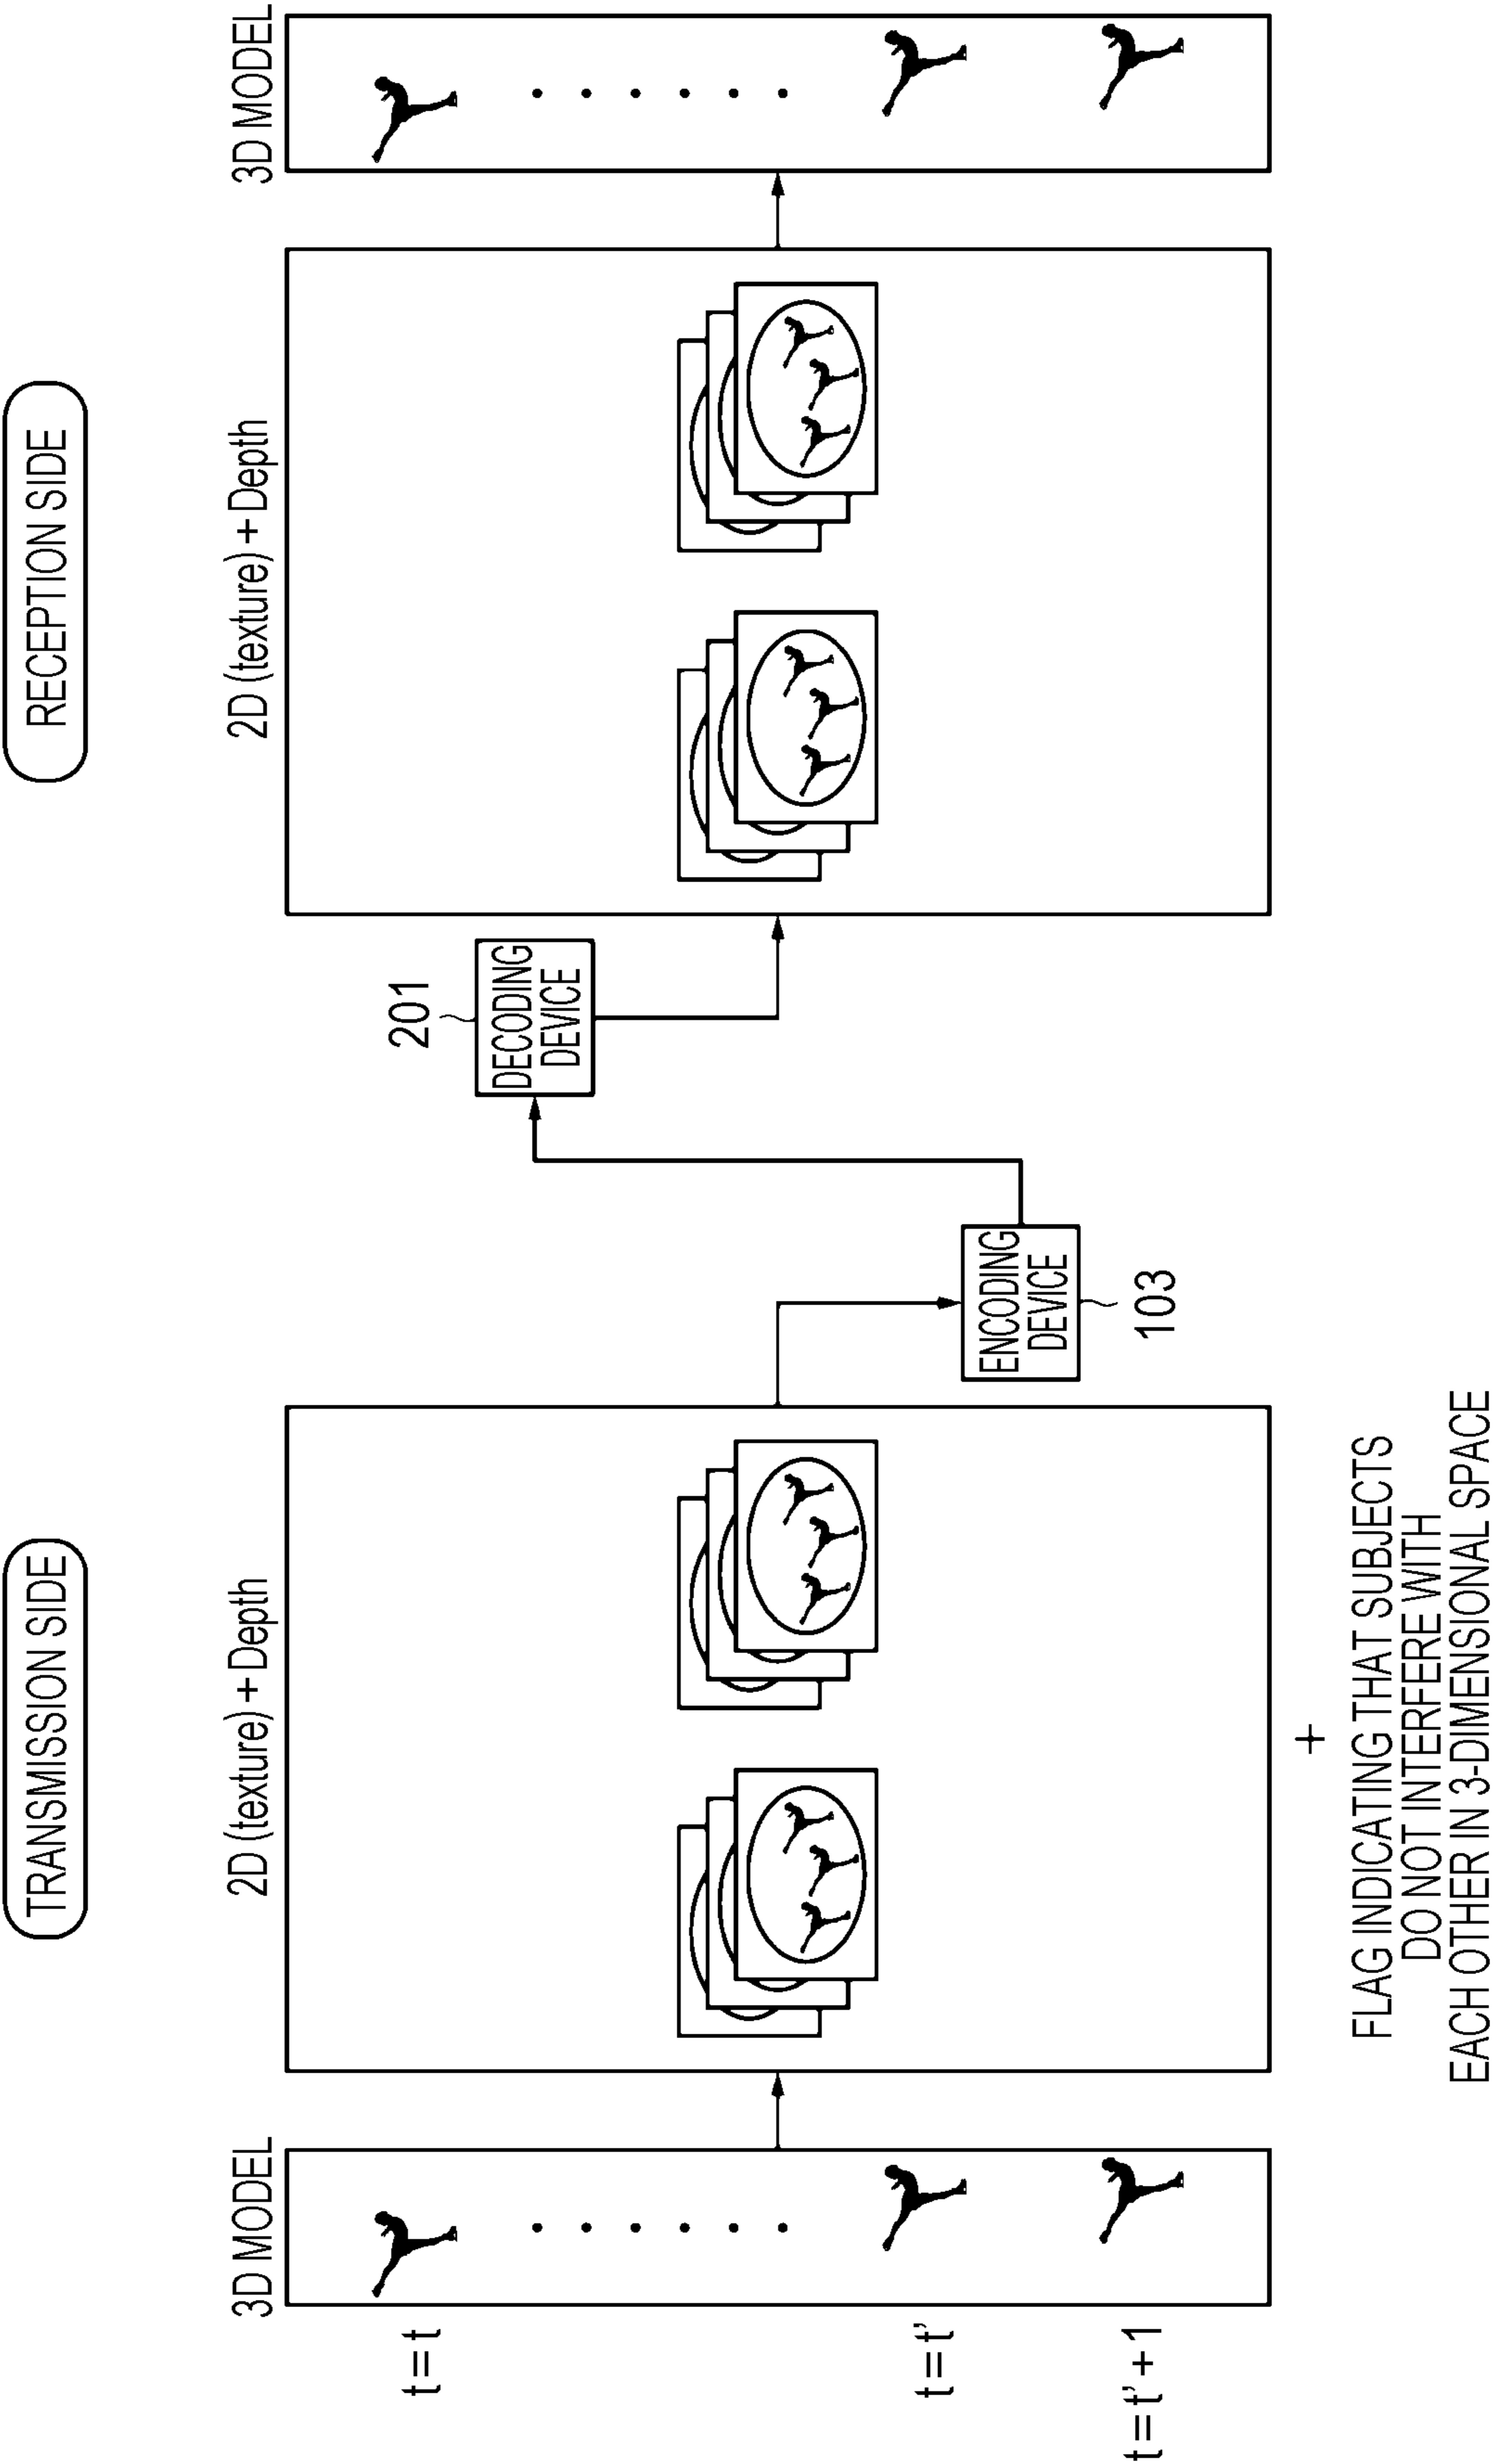 TRANSMISSION SIDE
RECEPTION SIDE
3D MODEL
2D (texture) + Depth
2D (texture) + Depth
3D MODEL
t = t
t = t'
t = t' + 1
201
DECODING
DEVICE
ENCODING
DEVICE
103
+
FLAG INDICATING THAT SUBJECTS
DO NOT INTERFERE WITH
EACH OTHER IN 3-DIMENSIONAL SPACE